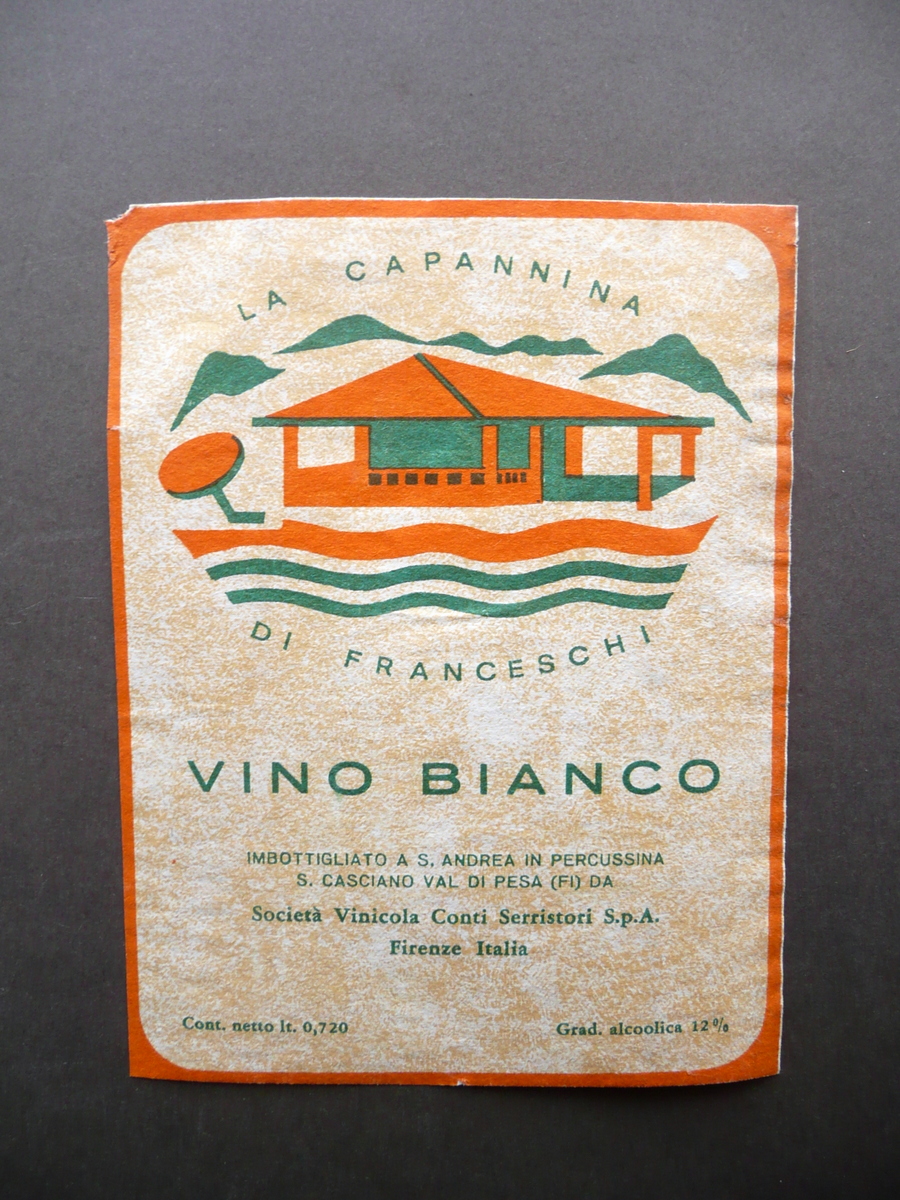 LA CAPANNINA
DI FRANCESCHI
VINO BIANCO
IMBOTTIGLIATO A S. ANDREA IN PERCUSSINA
S. CASCIANO VAL DI PESA (FI) DA
Società Vinicola Conti Serristori S.p.A.
Firenze Italia
Cont. netto lt. 0,720
Grad. alcoolica 12%